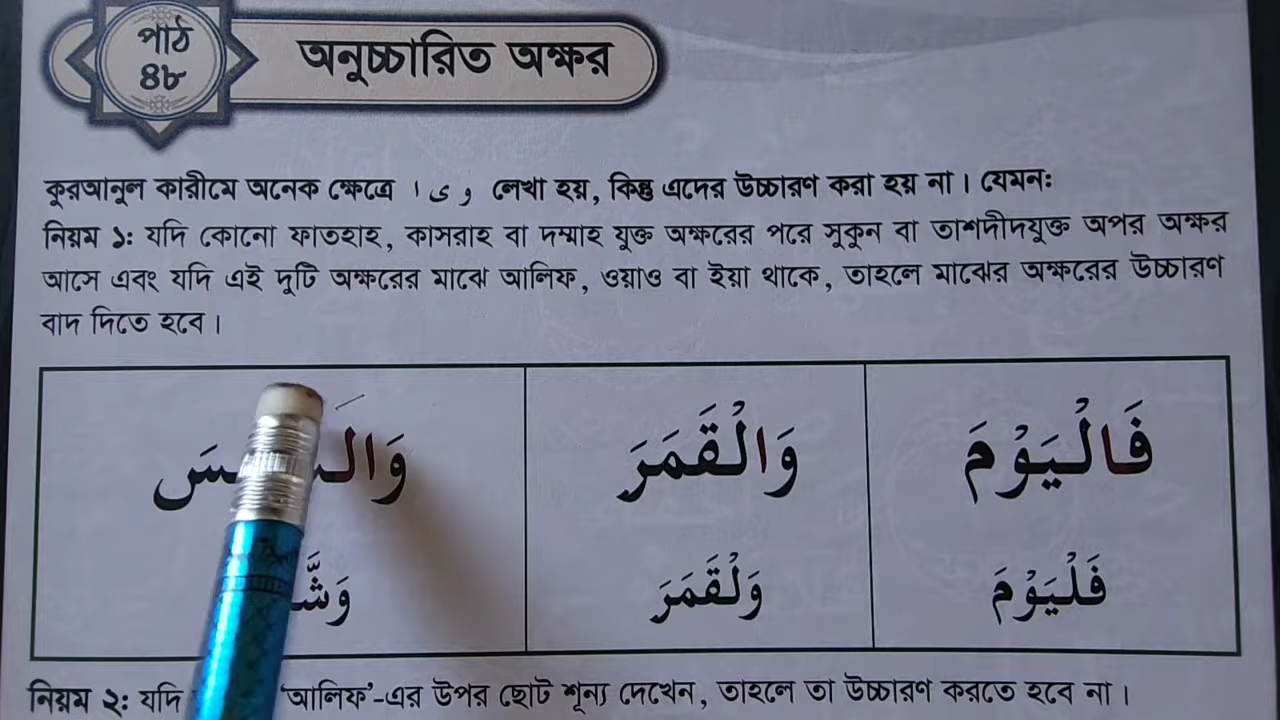 পাঠ
৪৮
অনুচ্চারিত অক্ষর
কুরআনুল কারীমে অনেক ক্ষেত্রে و ى ا লেখা হয়, কিন্তু এদের উচ্চারণ করা হয় না। যেমনঃ
নিয়ম ১ঃ যদি কোনো ফাতহাহ, কাসরাহ বা দম্মাহ যুক্ত অক্ষরের পরে সুকুন বা তাশদীদযুক্ত অপর অক্ষর
আসে এবং যদি এই দুটি অক্ষরের মাঝে আলিফ, ওয়াও বা ইয়া থাকে, তাহলে মাঝের অক্ষরের উচ্চারণ
বাদ দিতে হবে।
فَالْيَوْمَ وَالْقَمَرَ
فَلْيَوْمَ وَلْقَمَرَ
নিয়ম ২ঃ যদি ‘আলিফ’-এর উপর ছোট শূন্য দেখেন, তাহলে তা উচ্চারণ করতে হবে না।